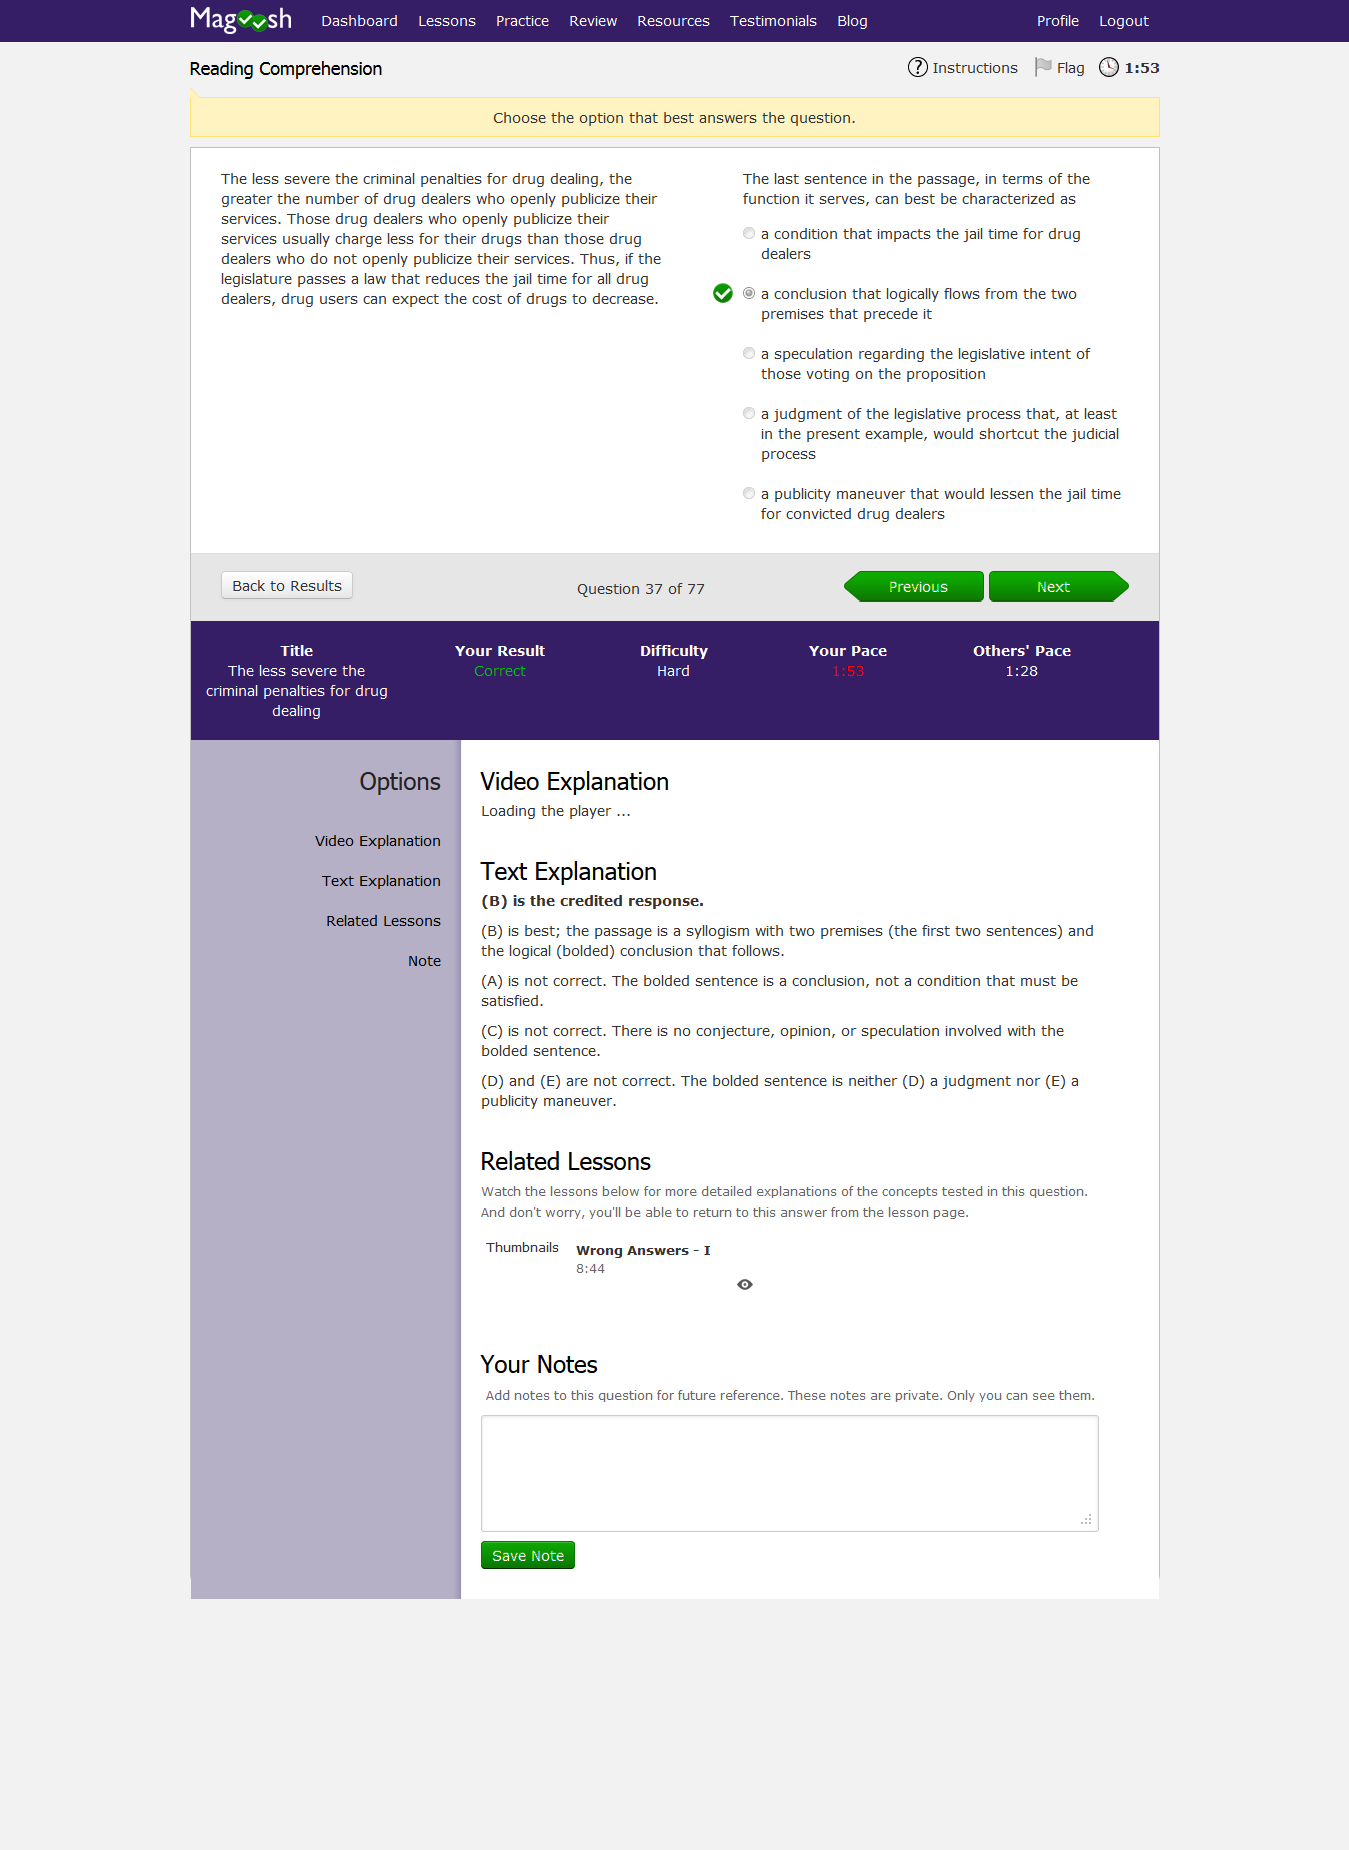 Magoosh
Dashboard Lessons Practice Review Resources Testimonials Blog Profile Logout
Reading Comprehension
? Instructions Flag 1:53
Choose the option that best answers the question.
The less severe the criminal penalties for drug dealing, the
greater the number of drug dealers who openly publicize their
services. Those drug dealers who openly publicize their
services usually charge less for their drugs than those drug
dealers who do not openly publicize their services. Thus, if the
legislature passes a law that reduces the jail time for all drug
dealers, drug users can expect the cost of drugs to decrease.
The last sentence in the passage, in terms of the
function it serves, can best be characterized as
a condition that impacts the jail time for drug
dealers
a conclusion that logically flows from the two
premises that precede it
a speculation regarding the legislative intent of
those voting on the proposition
a judgment of the legislative process that, at least
in the present example, would shortcut the judicial
process
a publicity maneuver that would lessen the jail time
for convicted drug dealers
Back to Results
Question 37 of 77
Previous
Next
Title
The less severe the
criminal penalties for drug
dealing
Your Result
Correct
Difficulty
Hard
Your Pace
1:53
Others' Pace
1:28
Options
Video Explanation
Text Explanation
Related Lessons
Note
Video Explanation
Loading the player ...
Text Explanation
(B) is the credited response.
(B) is best; the passage is a syllogism with two premises (the first two sentences) and
the logical (bolded) conclusion that follows.
(A) is not correct. The bolded sentence is a conclusion, not a condition that must be
satisfied.
(C) is not correct. There is no conjecture, opinion, or speculation involved with the
bolded sentence.
(D) and (E) are not correct. The bolded sentence is neither (D) a judgment nor (E) a
publicity maneuver.
Related Lessons
Watch the lessons below for more detailed explanations of the concepts tested in this question.
And don't worry, you'll be able to return to this answer from the lesson page.
Thumbnails
Wrong Answers - I
8:44
Your Notes
Add notes to this question for future reference. These notes are private. Only you can see them.
Save Note